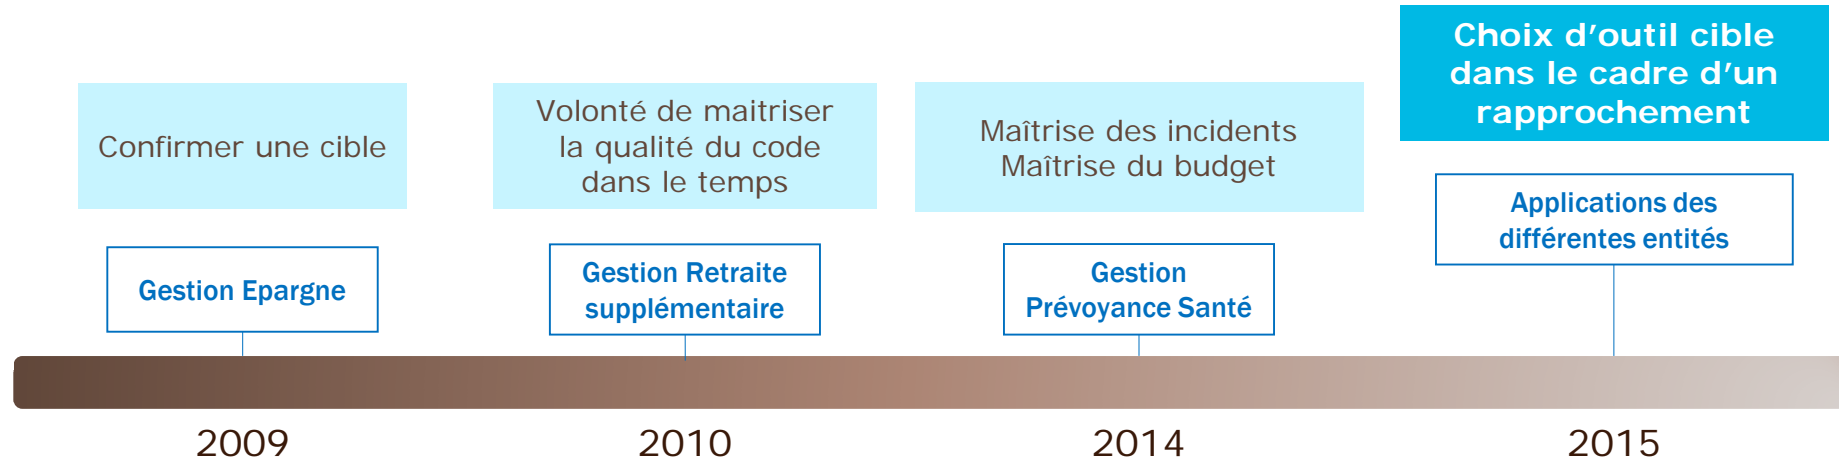 Confirmer une cible
Gestion Epargne
2009
Volonté de maitriser
la qualité du code
dans le temps
Gestion Retraite
supplémentaire
2010
Maîtrise des incidents
Maîtrise du budget
Gestion
Prévoyance Santé
2014
Choix d’outil cible
dans le cadre d’un
rapprochement
Applications des
différentes entités
2015